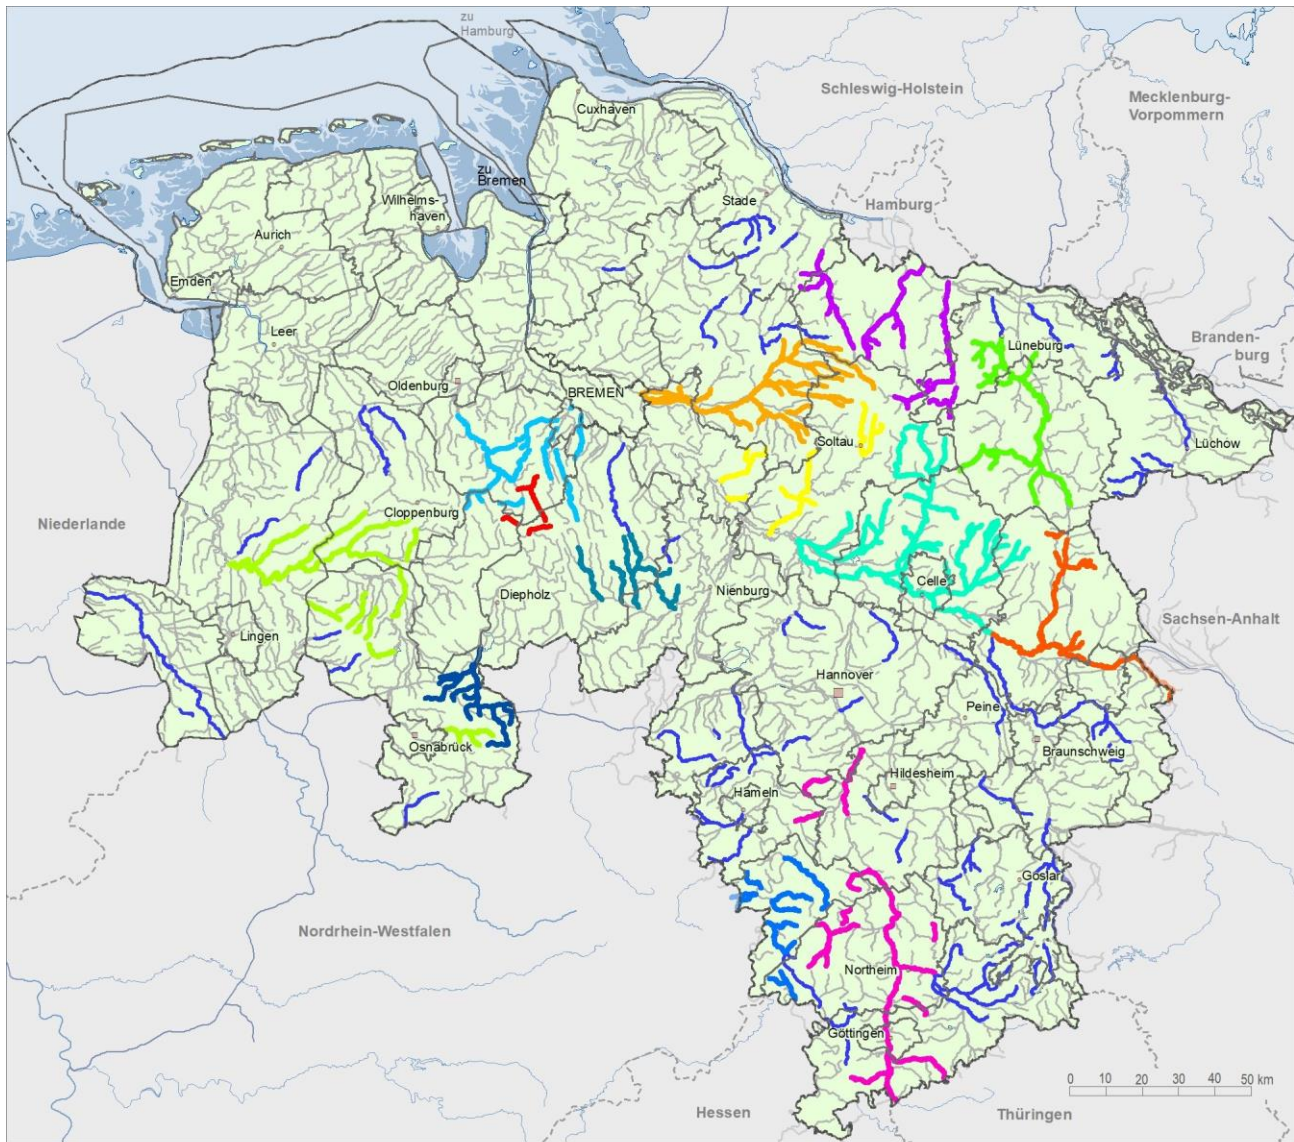 zu
Hamburg
Schleswig-Holstein
Mecklenburg-
Vorpommern
Cuxhaven
zu
Bremen
Wilhelms-
haven
Stade
Hamburg
Aurich
Emden
Leer
Lüneburg
Branden-
burg
Oldenburg
BREMEN
Soltau
Lüchow
Niederlande
Cloppenburg
Celle
Diepholz
Nienburg
Sachsen-Anhalt
Lingen
Hannover
Peine
Osnabrück
Braunschweig
Hildesheim
Hameln
Goslar
Nordrhein-Westfalen
Northeim
Göttingen
0 10 20 30 40 50 km
Hessen
Thüringen